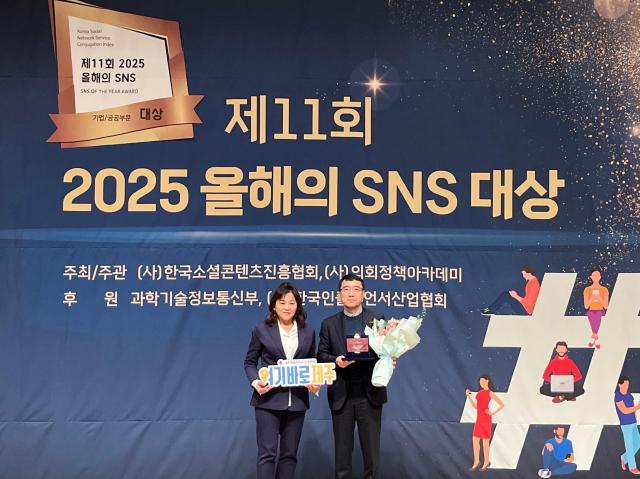 Korea Social
Network Service
Conjugation Index
제11회 2025
올해의 SNS
SNS OF THE YEAR AWARD
기업/공공부문 대상
제11회
2025 올해의 SNS 대상
주최/주관 (사)한국소셜콘텐츠진흥협회,(사)의회정책아카데미
후 원 과학기술정보통신부, 한국인플 언서산업협회
여기바로제주
#